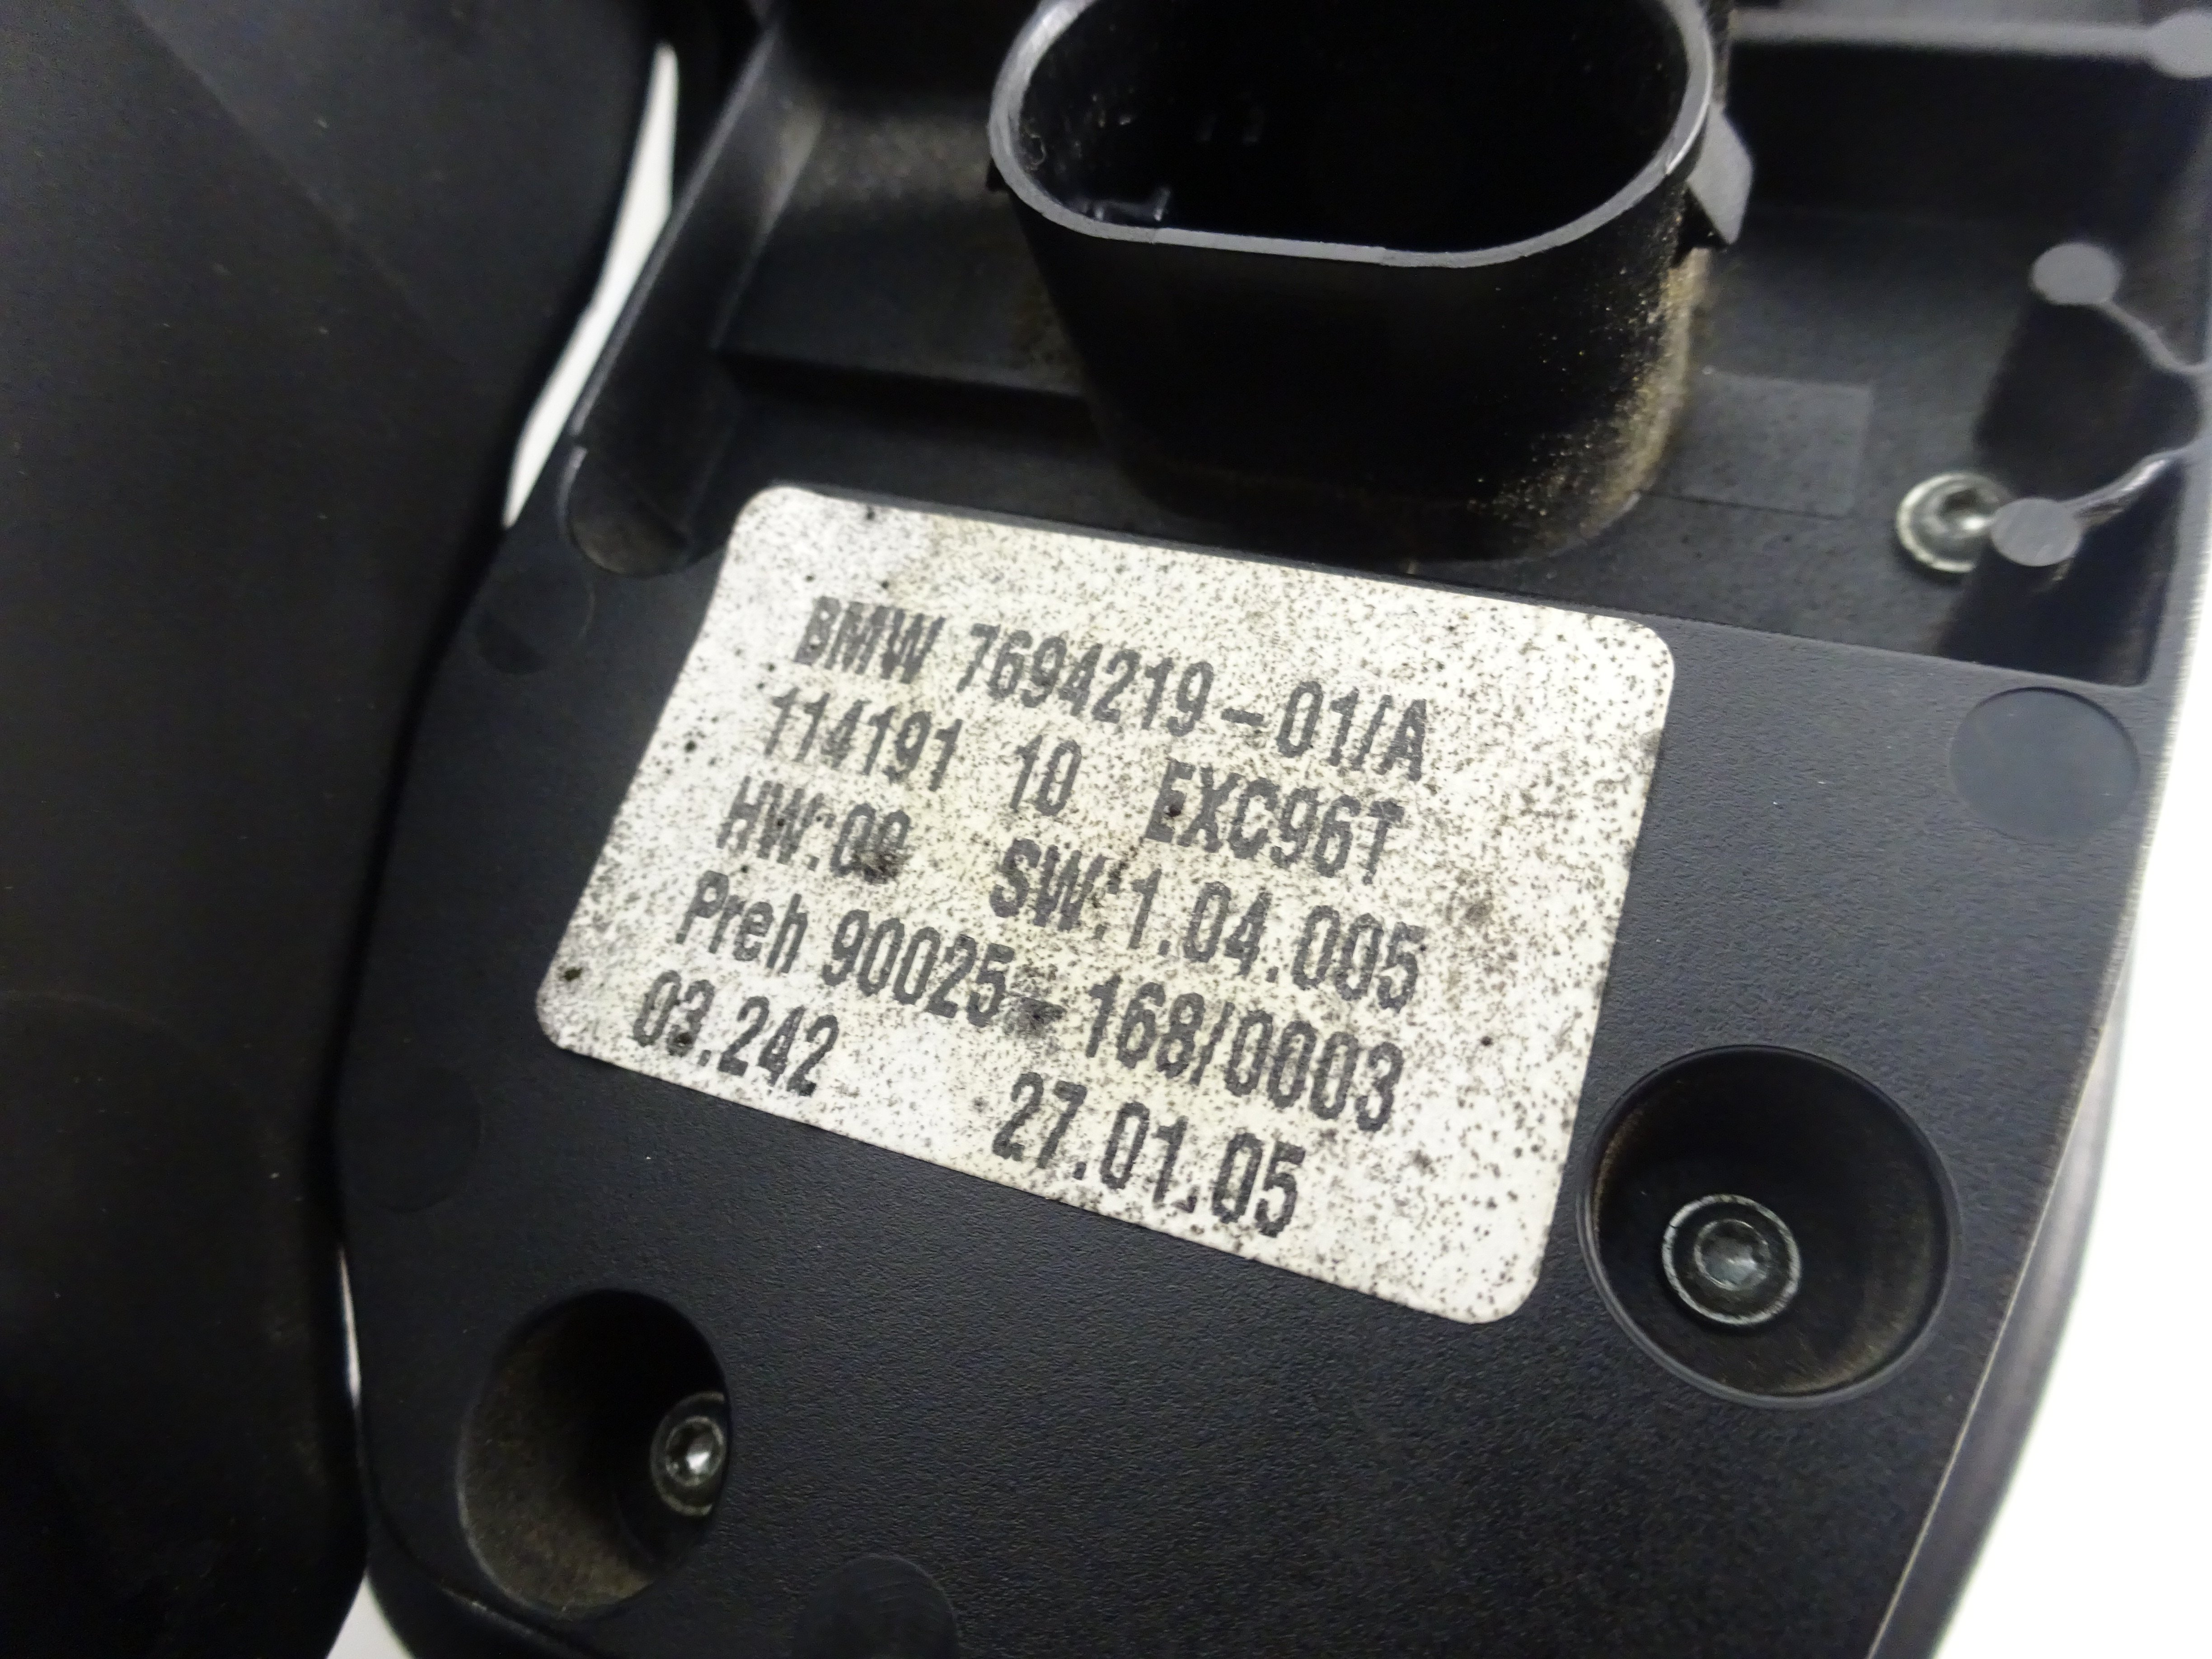 BMW 7694219-01/A
114191 10 EXC96T
HW:09 SW:1.04.005
Preh 90025-168/0003
03.242 27.01.05